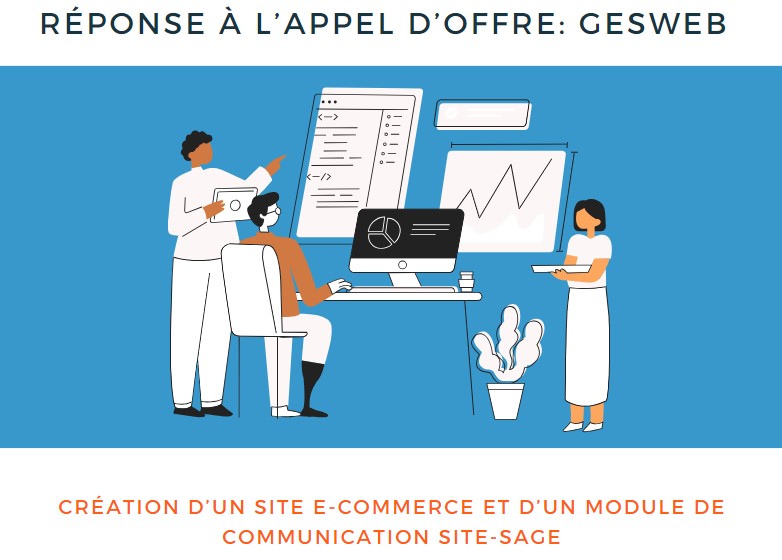 RÉPONSE À L'APPEL D'OFFRE: GESWEB
<—>
<—/>
CRÉATION D'UN SITE E-COMMERCE ET D'UN MODULE DE
COMMUNICATION SITE-SAGE